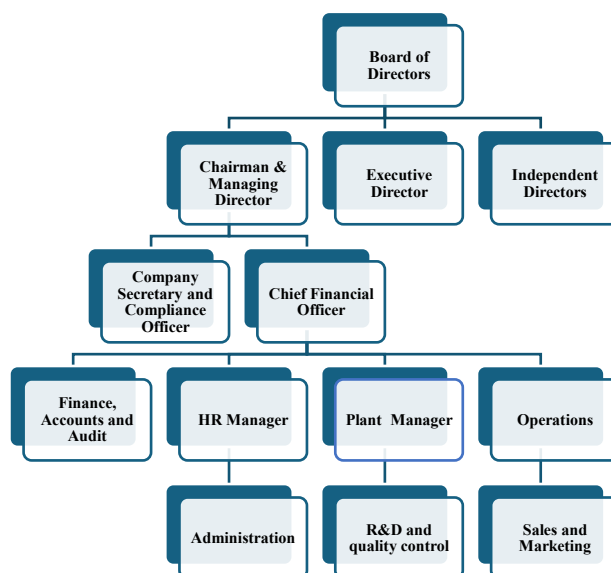 Board of
Directors
Chairman &
Managing
Director
Executive
Director
Independent
Directors
Company
Secretary and
Compliance
Officer
Chief Financial
Officer
Finance,
Accounts and
Audit
HR Manager
Plant Manager
Operations
Administration
R&D and
quality control
Sales and
Marketing